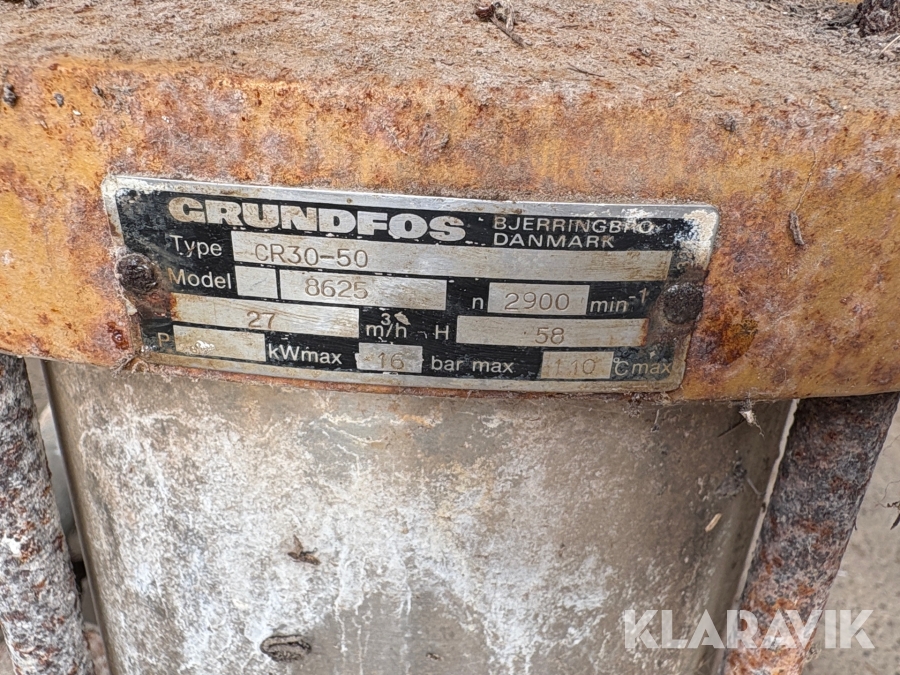 GRUNDFOS BJERRINGBRO
DANMARK
Type CR30-50
Model 8625 n 2900 min-1
27 m3/h H 58
P kWmax 16 bar max 110 °Cmax
KLARAVIK